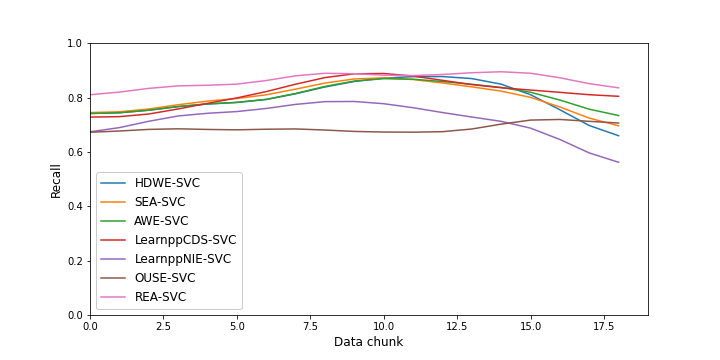 1.0
0.8
0.6
0.4
0.2
0.0
Recall
HDWE-SVC
SEA-SVC
AWE-SVC
LearnppCDS-SVC
LearnppNIE-SVC
OUSE-SVC
REA-SVC
0.0 2.5 5.0 7.5 10.0 12.5 15.0 17.5
Data chunk